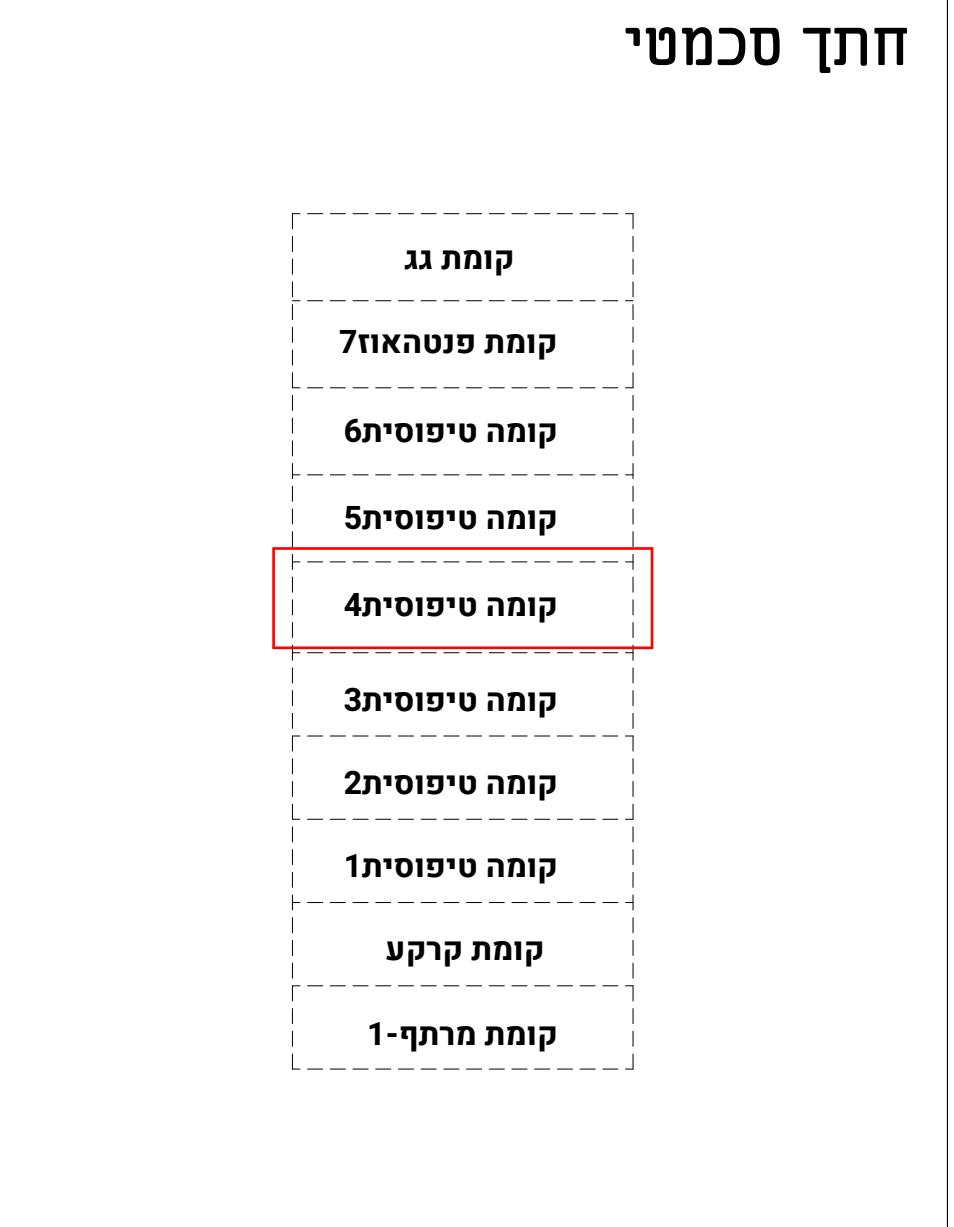 חתך סכמטי
קומת גג
קומת פנטהאוז7
קומה טיפוסית6
קומה טיפוסית5
קומה טיפוסית4
קומה טיפוסית3
קומה טיפוסית2
קומה טיפוסית1
קומת קרקע
קומת מרתף-1